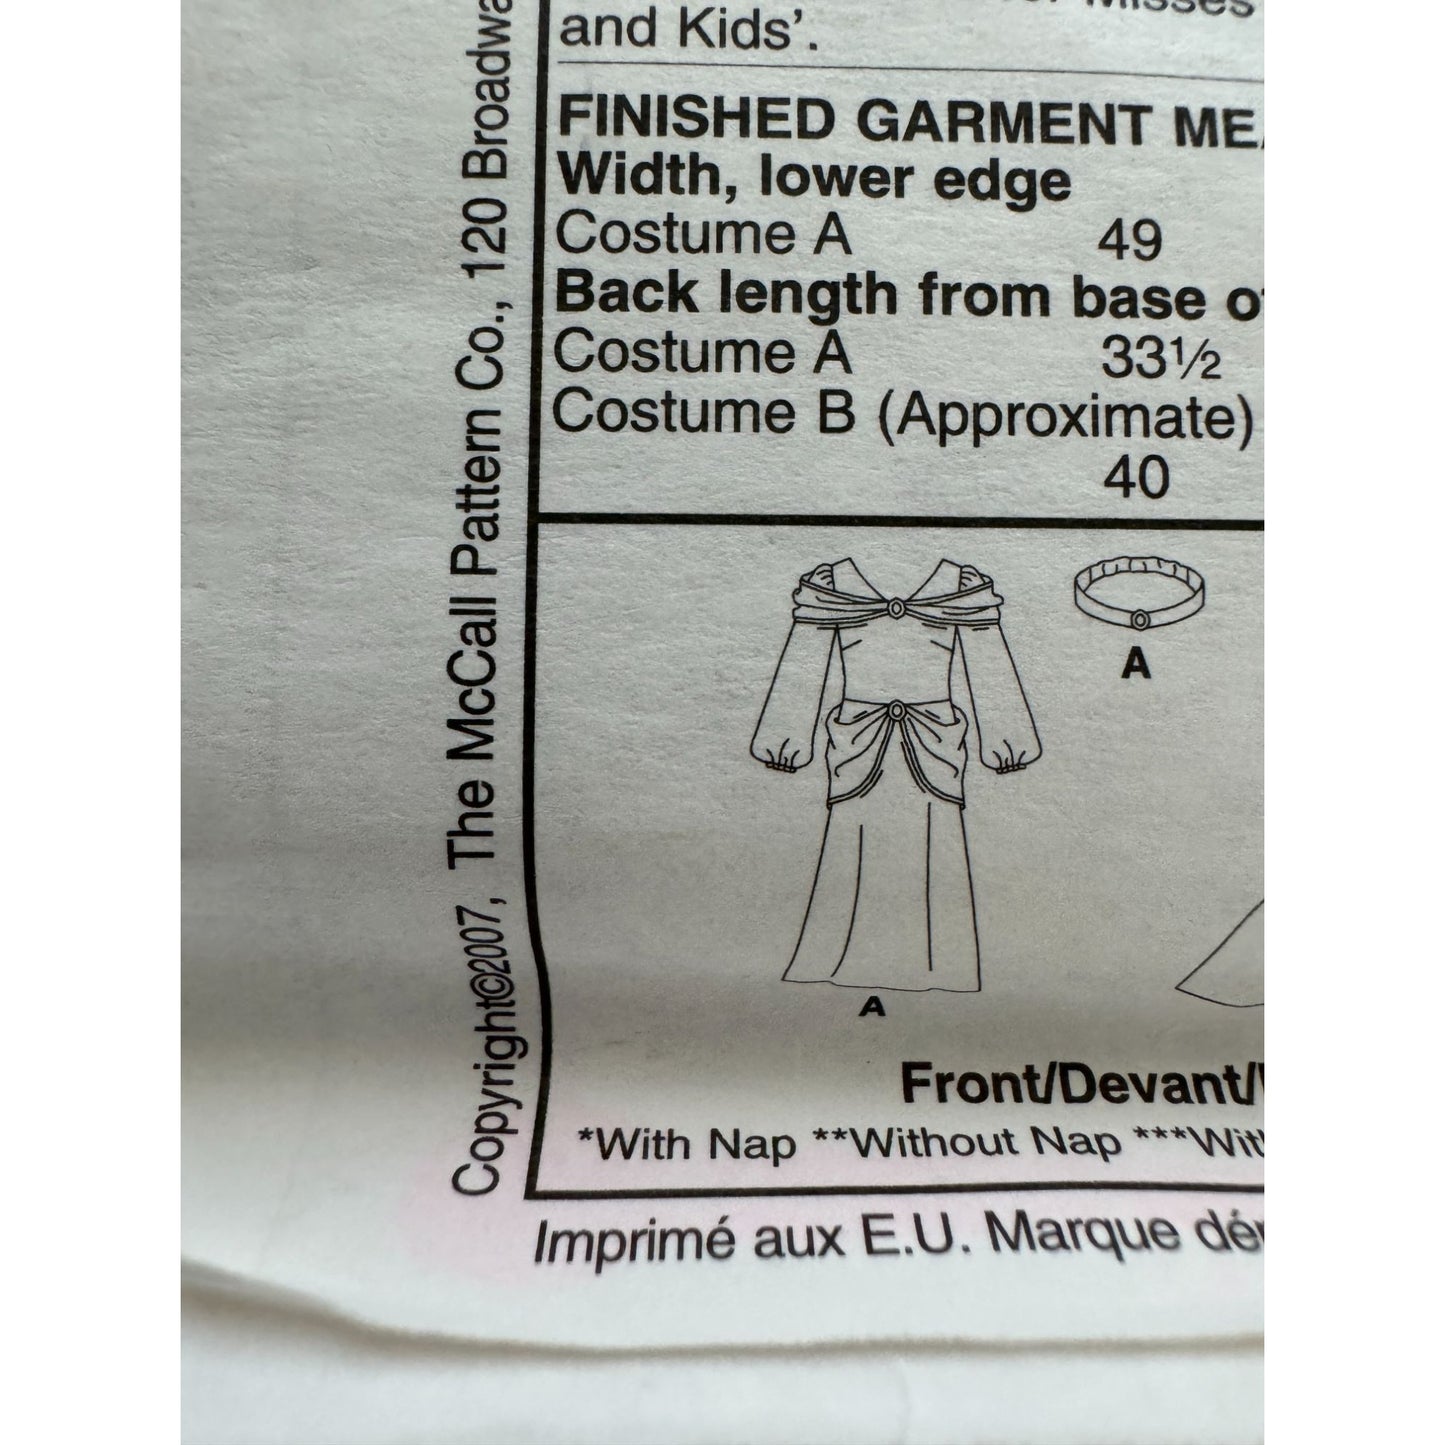 and Kids'.
FINISHED GARMENT
Width, lower edge
Costume A 49
Back length from base
Costume A 33½
Costume B (Approximate)
40
A
A
Front/Devant/
*With Nap **Without Nap
Imprimé aux E.U. Marque
Copyright©2007, The McCall Pattern Co., 120